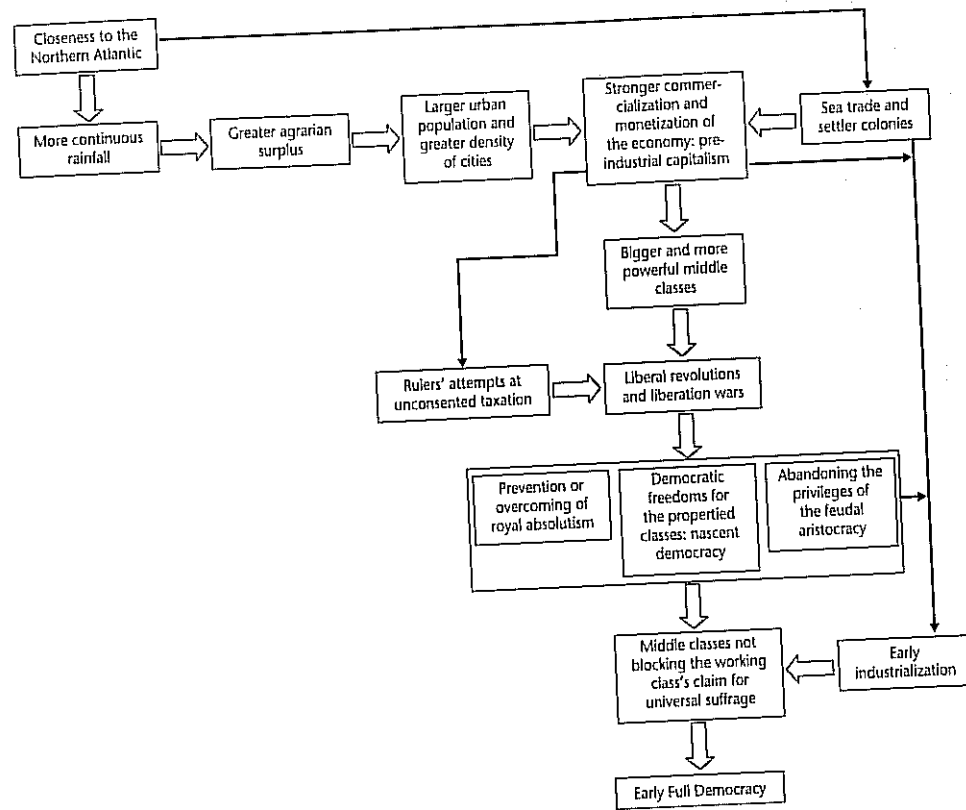 Closeness to the
Northern Atlantic
More continuous
rainfall
Greater agrarian
surplus
Larger urban
population and
greater density
of cities
Stronger commer-
cialization and
monetization of
the economy: pre-
industrial capitalism
Sea trade and
settler colonies
Bigger and more
powerful middle
classes
Rulers' attempts at
unconsented taxation
Liberal revolutions
and liberation wars
Prevention or
overcoming of
royal absolutism
Democratic
freedoms for
the propertied
classes: nascent
democracy
Abandoning the
privileges of
the feudal
aristocracy
Middle classes not
blocking the working
class's claim for
universal suffrage
Early
industrialization
Early Full Democracy